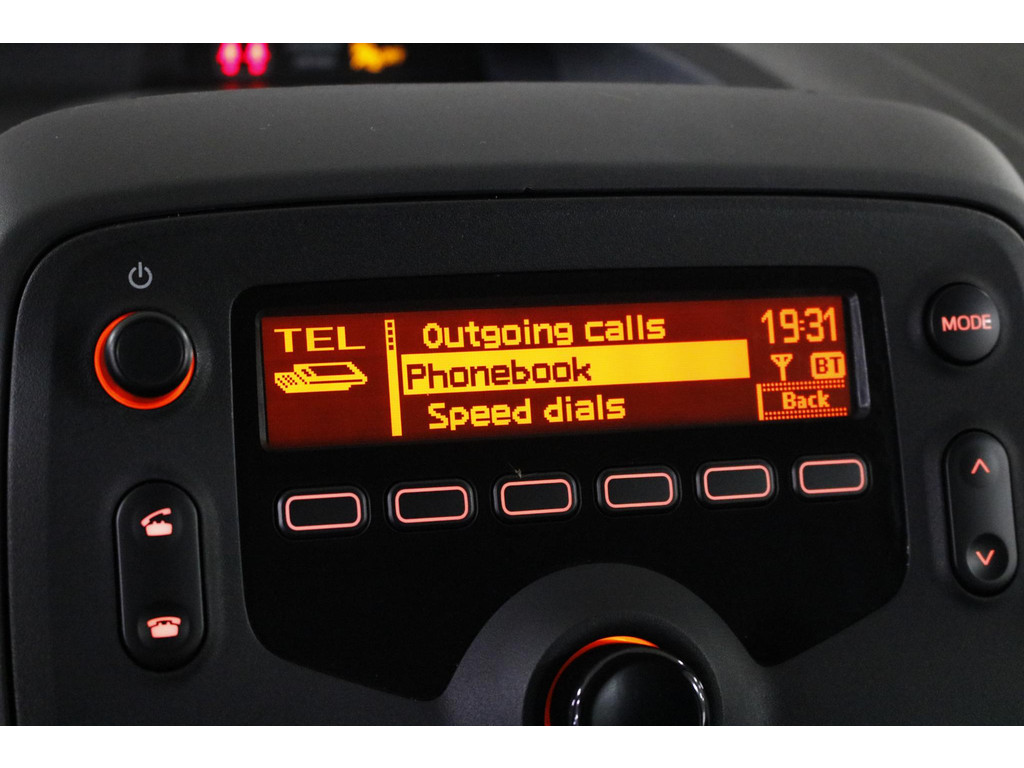 TEL
Outgoing calls
Phonebook
Speed dials
19:31
BT
Back
MODE